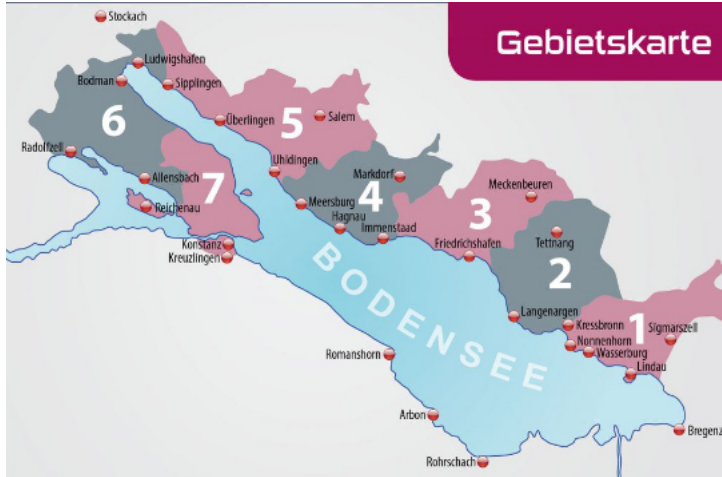 Gebietskarte
Stockach
Ludwigshafen
Bodman
Sipplingen
6
Überlingen
5
Salem
Radolfzell
Allensbach
Reichenau
7
Uhldingen
Markdorf
4
Meersburg
Hagnau
Immenstaad
Meckenbeuren
3
Friedrichshafen
Tettnang
2
Konstanz
Kreuzlingen
BODENSEE
Langenargen
Kressbronn
1
Sigmarszell
Nonnenhorn
Wasserburg
Lindau
Romanshorn
Arbon
Bregenz
Rohrschach